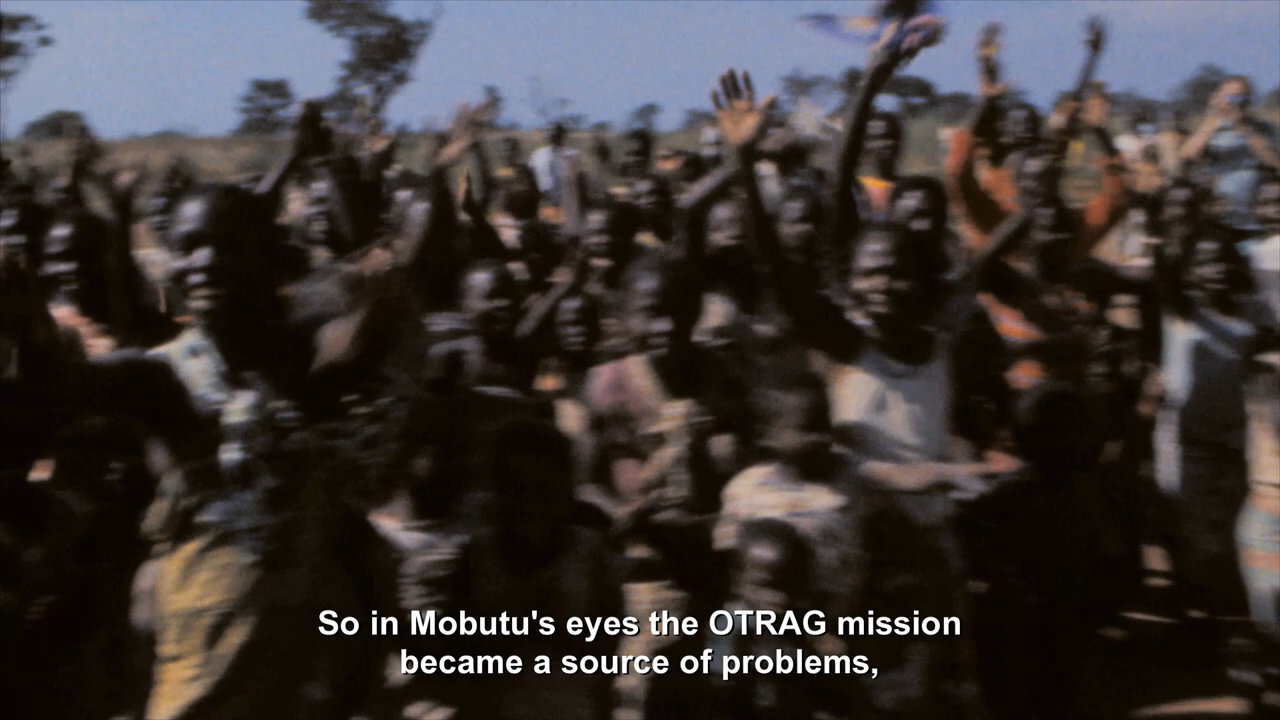 So in Mobutu's eyes the OTRAG mission
became a source of problems,